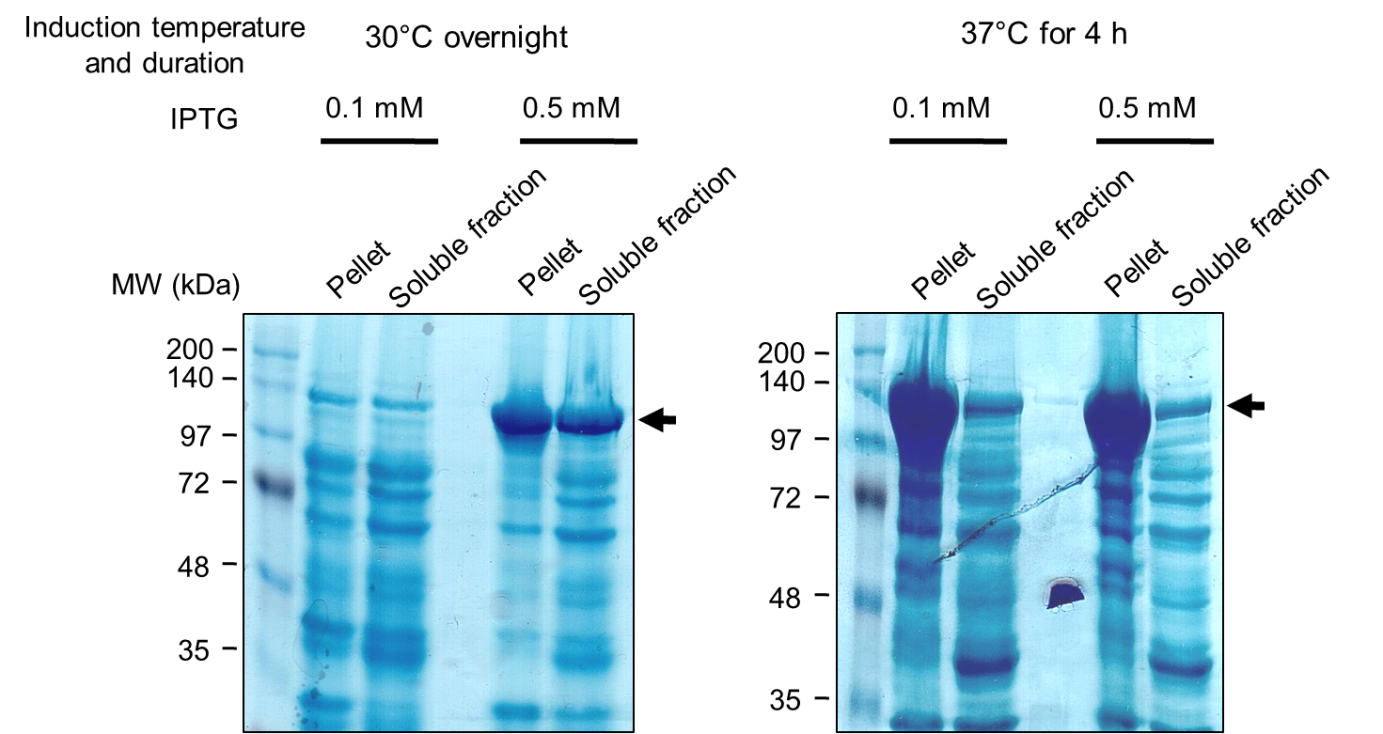 Induction temperature
and duration
30°C overnight
37°C for 4 h
IPTG
0.1 mM
0.5 mM
0.1 mM
0.5 mM
Pellet
Soluble fraction
Pellet
Soluble fraction
Pellet
Soluble fraction
Pellet
Soluble fraction
MW (kDa)
200
140
97
72
48
35
200
140
97
72
48
35